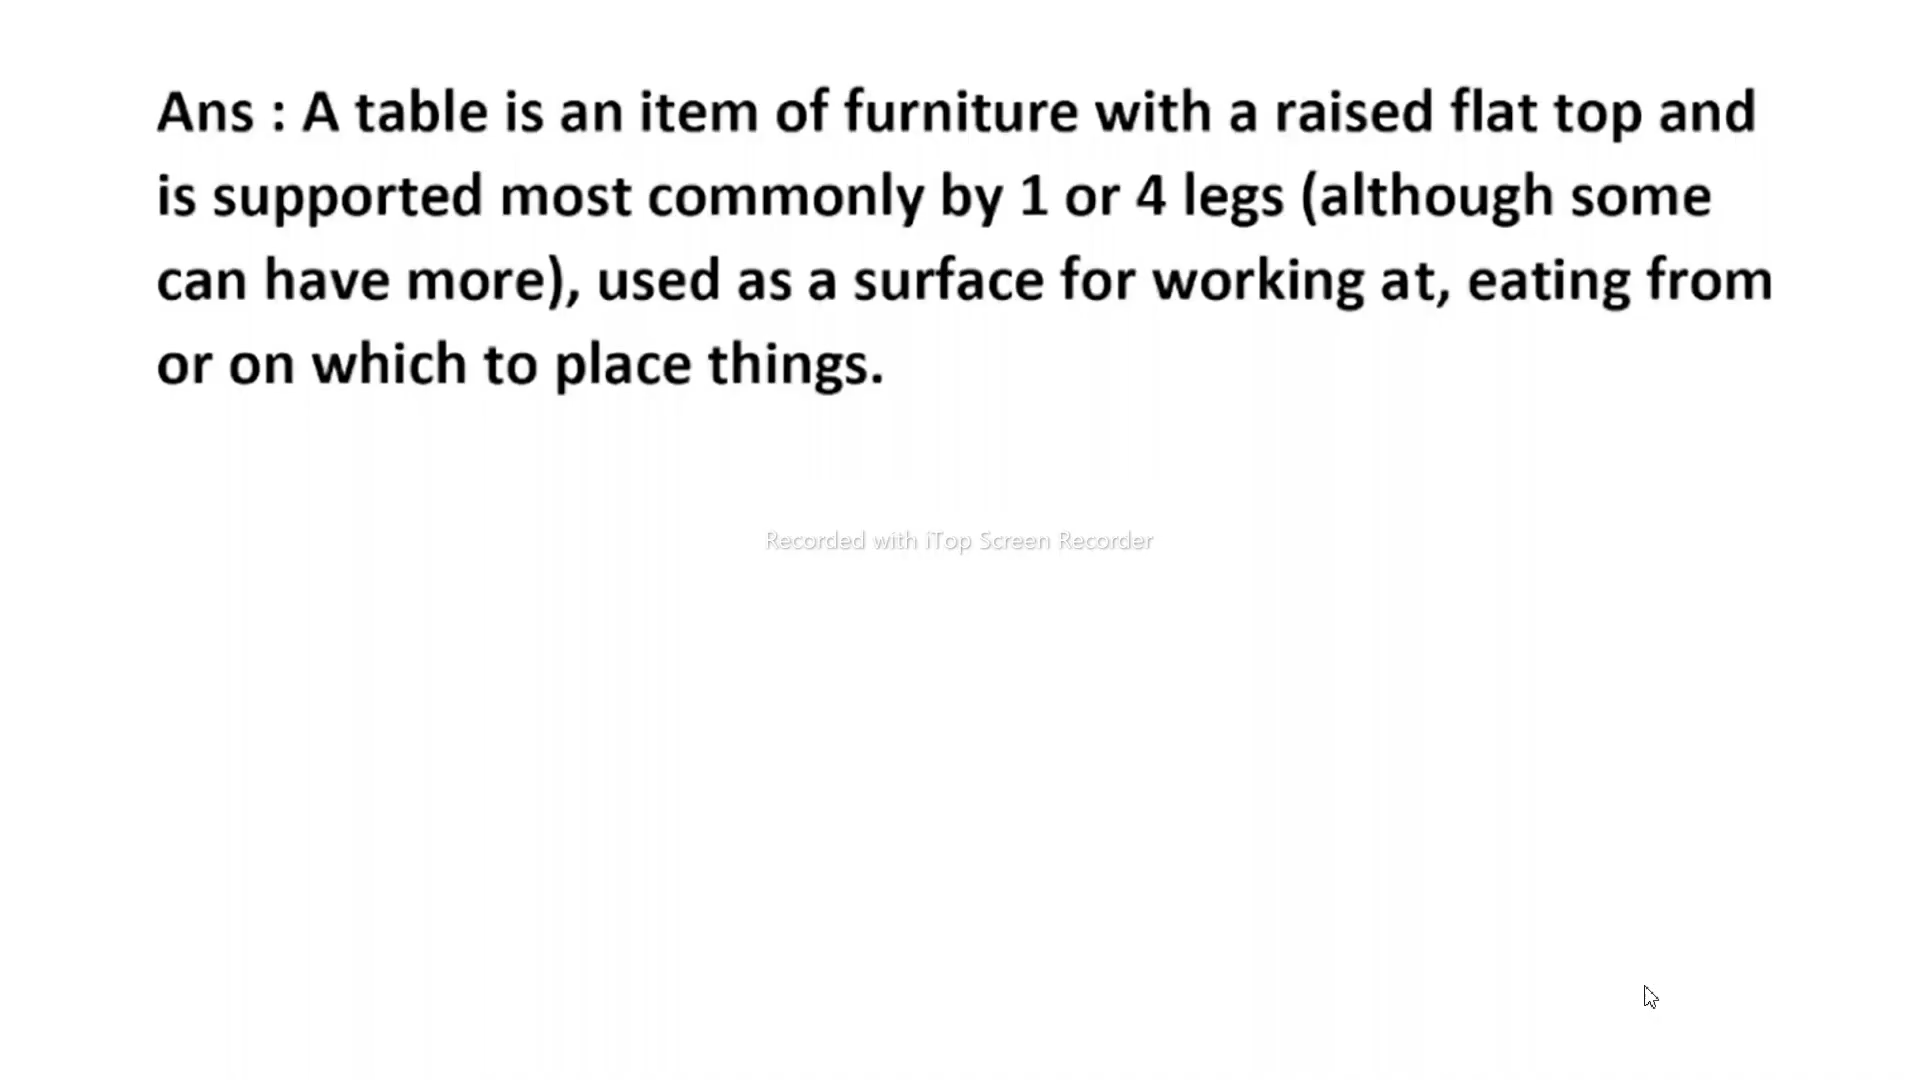 Ans : A table is an item of furniture with a raised flat top and
is supported most commonly by 1 or 4 legs (although some
can have more), used as a surface for working at, eating from
or on which to place things.
Recorded with iTop Screen Recorder